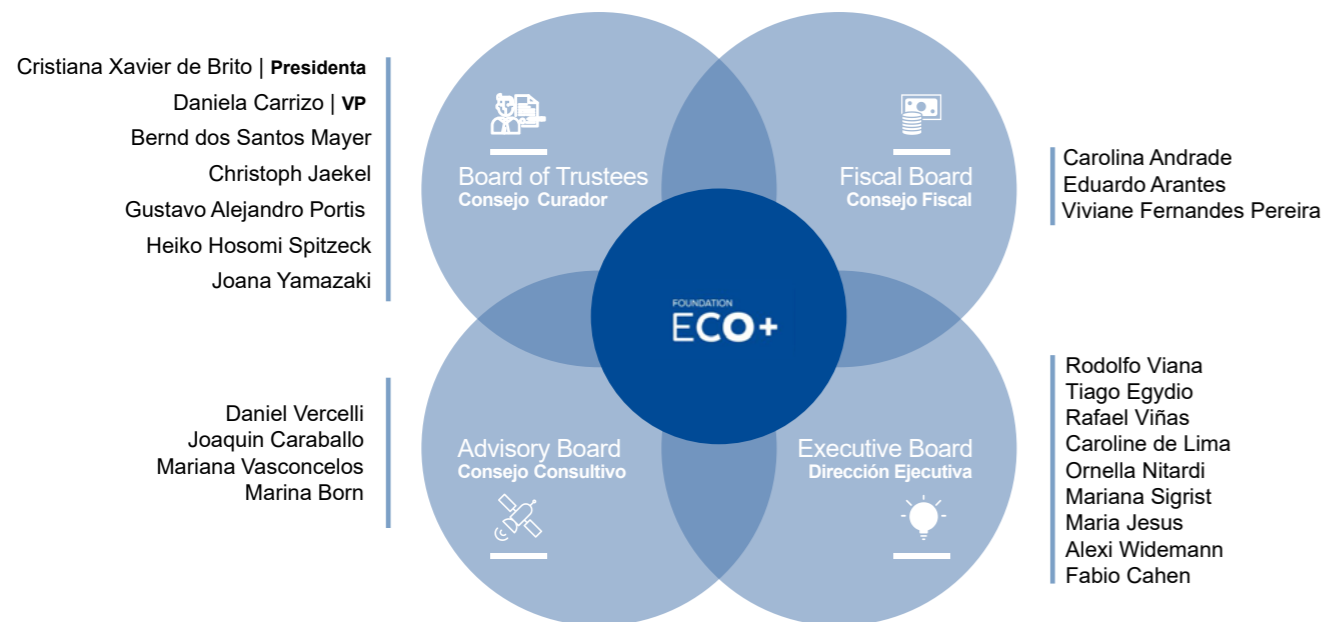 Cristiana Xavier de Brito | Presidenta
Daniela Carrizo | VP
Bernd dos Santos Mayer
Christoph Jaekel
Gustavo Alejandro Portis
Heiko Hosomi Spitzeck
Joana Yamazaki
Board of Trustees
Consejo Curador
Fiscal Board
Consejo Fiscal
Carolina Andrade
Eduardo Arantes
Viviane Fernandes Pereira
FOUNDATION
ECO+
Daniel Vercelli
Joaquin Caraballo
Mariana Vasconcelos
Marina Born
Advisory Board
Consejo Consultivo
Executive Board
Dirección Ejecutiva
Rodolfo Viana
Tiago Egydio
Rafael Viñas
Caroline de Lima
Ornella Nitardi
Mariana Sigrist
Maria Jesus
Alexi Widemann
Fabio Cahen